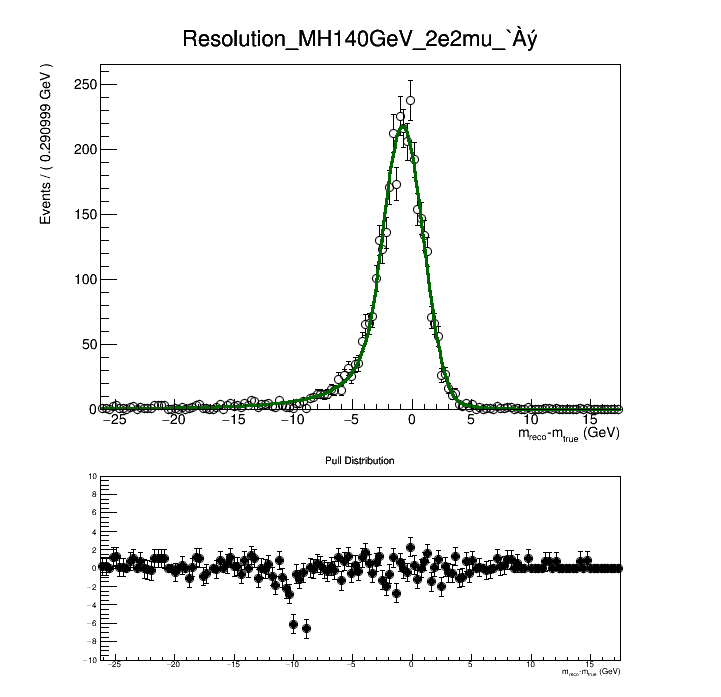 Resolution_MH140GeV_2e2mu_`Àý
Events / ( 0.290999 GeV )
250
200
150
100
50
0
−25 −20 −15 −10 −5 0 5 10 15
m_reco-m_true (GeV)
Pull Distribution
10
8
6
4
2
0
−2
−4
−6
−8
−10
−25 −20 −15 −10 −5 0 5 10 15
m_reco-m_true (GeV)